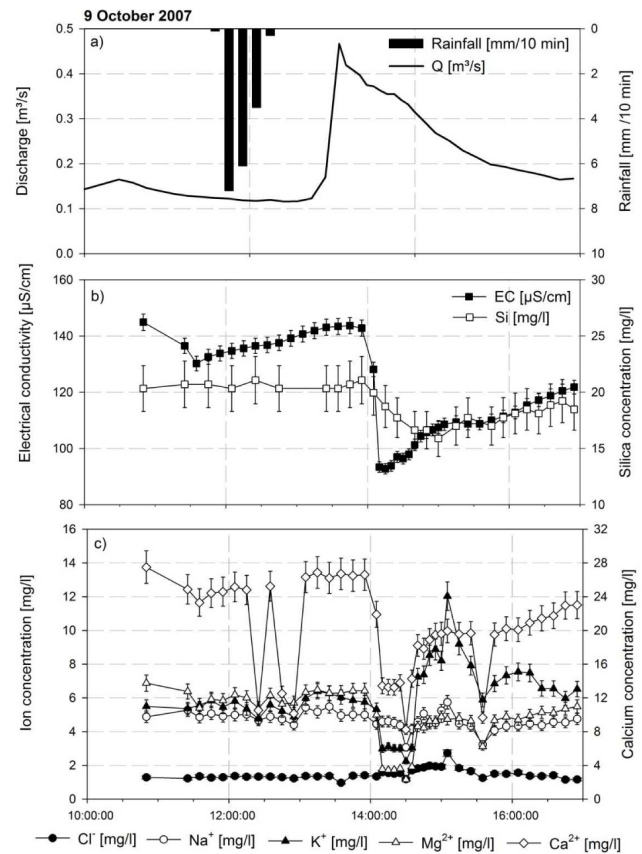 9 October 2007
a)
Rainfall [mm/10 min]
Q [m³/s]
Discharge [m³/s]
0.5
0.4
0.3
0.2
0.1
0.0
Rainfall [mm /10 min]
0
2
4
6
8
10
b)
EC [µS/cm]
Si [mg/l]
Electrical conductivity [µS/cm]
160
140
120
100
80
Silica concentration [mg/l]
30
25
20
15
10
c)
Ion concentration [mg/l]
16
14
12
10
8
6
4
2
0
Calcium concentration [mg/l]
32
28
24
20
16
12
8
4
0
10:00:00 12:00:00 14:00:00 16:00:00
Cl⁻ [mg/l] Na⁺ [mg/l] K⁺ [mg/l] Mg²⁺ [mg/l] Ca²⁺ [mg/l]